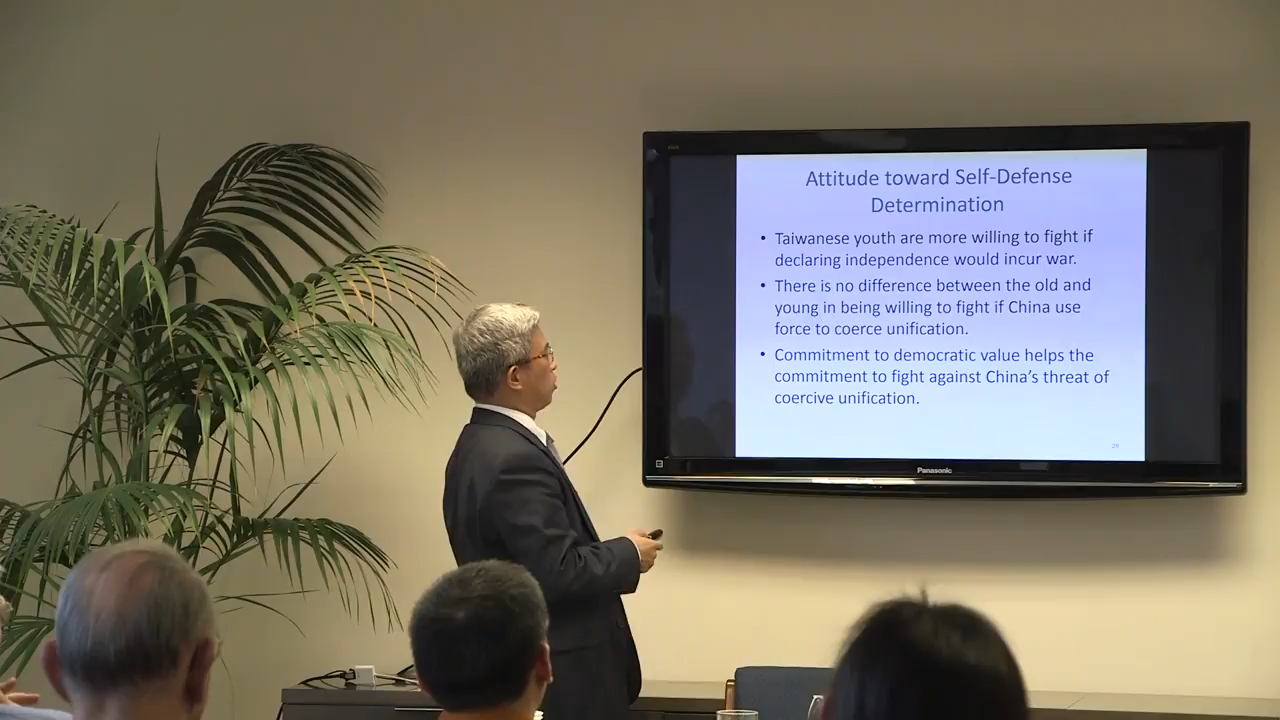 Attitude toward Self-Defense
Determination
• Taiwanese youth are more willing to fight if
declaring independence would incur war.
• There is no difference between the old and
young in being willing to fight if China use
force to coerce unification.
• Commitment to democratic value helps the
commitment to fight against China's threat of
coercive unification.
Panasonic